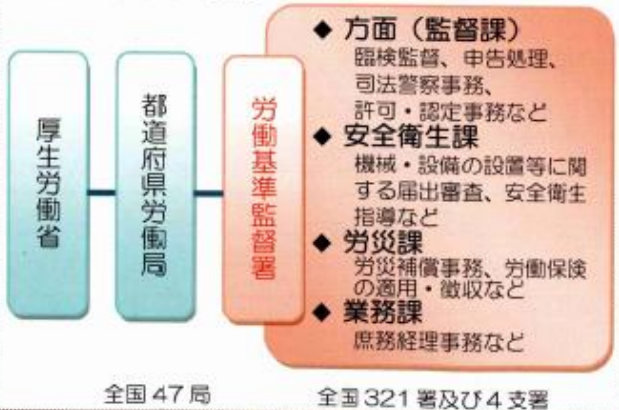 厚生労働省
都道府県労働局
労働基準監督署
◆ 方面(監督課)
臨検監督、申告処理、
司法警察事務、
許可・認定事務など
◆ 安全衛生課
機械・設備の設置等に関
する届出審査、安全衛生
指導など
◆ 労災課
労災補償事務、労働保険
の適用・徴収など
◆ 業務課
庶務経理事務など
全国47局
全国321署及び4支署